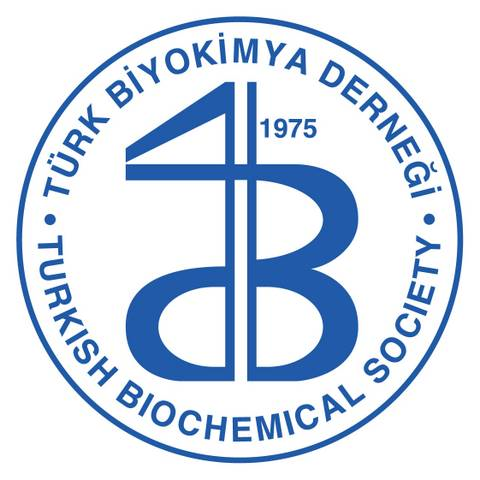 TÜRK BİYOKİMYA DERNEĞİ
1975
TURKISH BIOCHEMICAL SOCIETY